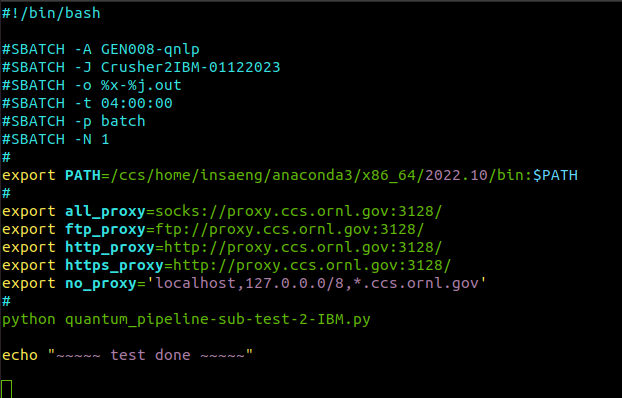 #!/bin/bash
#SBATCH -A GEN008-qnlp
#SBATCH -J Crusher2IBM-01122023
#SBATCH -o %x-%j.out
#SBATCH -t 04:00:00
#SBATCH -p batch
#SBATCH -N 1
#
export PATH=/ccs/home/insaeng/anaconda3/x86_64/2022.10/bin:$PATH
#
export all_proxy=socks://proxy.ccs.ornl.gov:3128/
export ftp_proxy=ftp://proxy.ccs.ornl.gov:3128/
export http_proxy=http://proxy.ccs.ornl.gov:3128/
export https_proxy=http://proxy.ccs.ornl.gov:3128/
export no_proxy='localhost,127.0.0.0/8,*.ccs.ornl.gov'
#
python quantum_pipeline-sub-test-2-IBM.py
echo "~~~~~ test done ~~~~~"